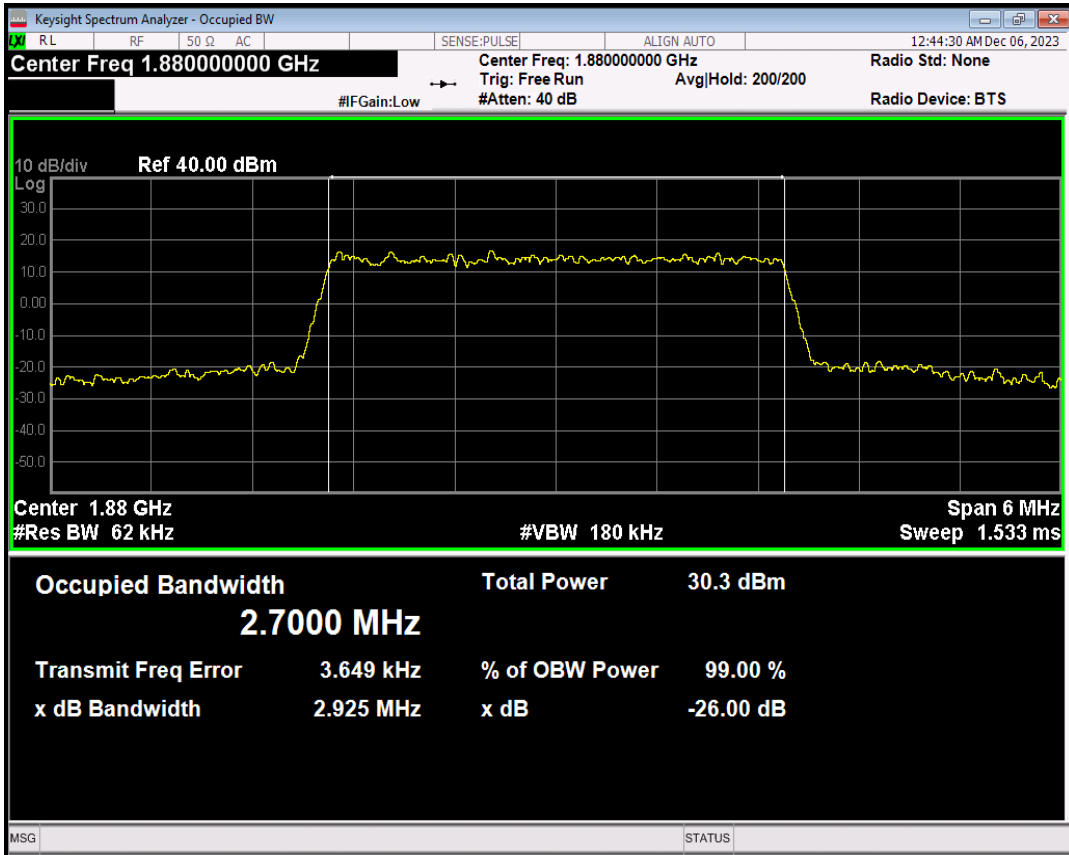 Keysight Spectrum Analyzer - Occupied BW
LXI RL RF 50 Ω AC SENSE:PULSE ALIGN AUTO 12:44:30 AM Dec 06, 2023
Center Freq 1.880000000 GHz
Center Freq: 1.880000000 GHz
Radio Std: None
Trig: Free Run Avg|Hold: 200/200
#IFGain:Low
#Atten: 40 dB
Radio Device: BTS
10 dB/div Ref 40.00 dBm
Log
30.0
20.0
10.0
0.00
-10.0
-20.0
-30.0
-40.0
-50.0
Center 1.88 GHz Span 6 MHz
#Res BW 62 kHz #VBW 180 kHz Sweep 1.533 ms
Occupied Bandwidth Total Power 30.3 dBm
2.7000 MHz
Transmit Freq Error 3.649 kHz % of OBW Power 99.00 %
x dB Bandwidth 2.925 MHz x dB -26.00 dB
MSG STATUS